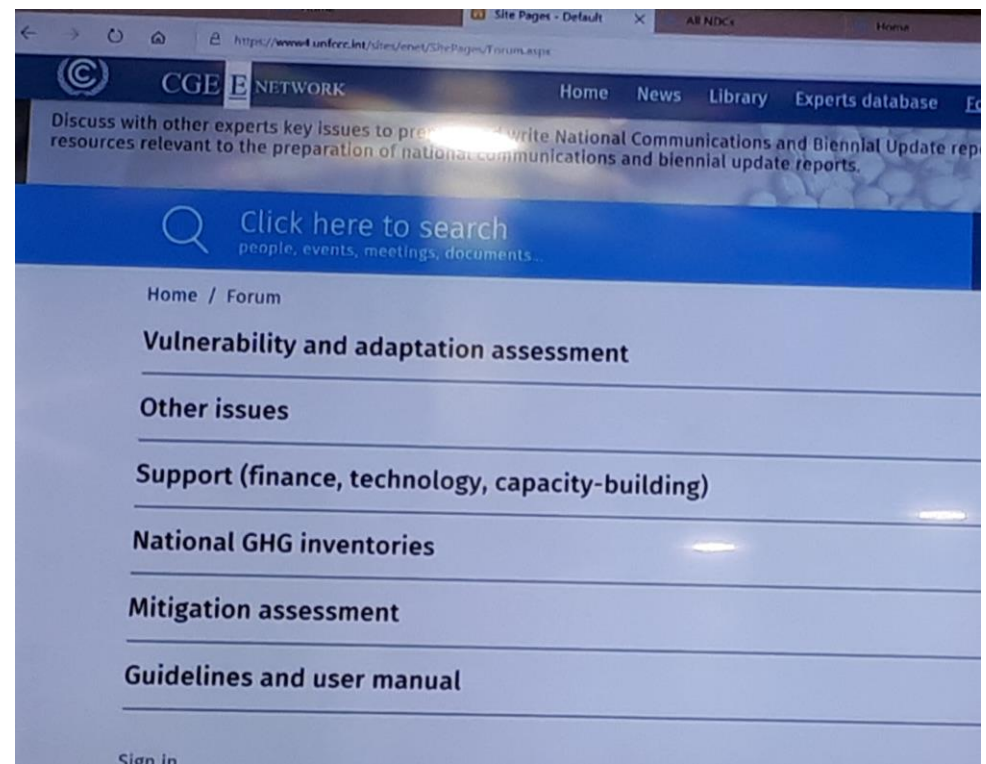 Site Pages - Default
All NDCs
Home
https://www4.unfccc.int/sites/enet/SitePages/Forum.aspx
CGE E NETWORK
Home News Library Experts database
Discuss with other experts key issues to write National Communications and Biennial Update
resources relevant to the preparation of national communications and biennial update reports.
Click here to search
people, events, meetings, documents...
Home / Forum
Vulnerability and adaptation assessment
Other issues
Support (finance, technology, capacity-building)
National GHG inventories
Mitigation assessment
Guidelines and user manual
Sign in